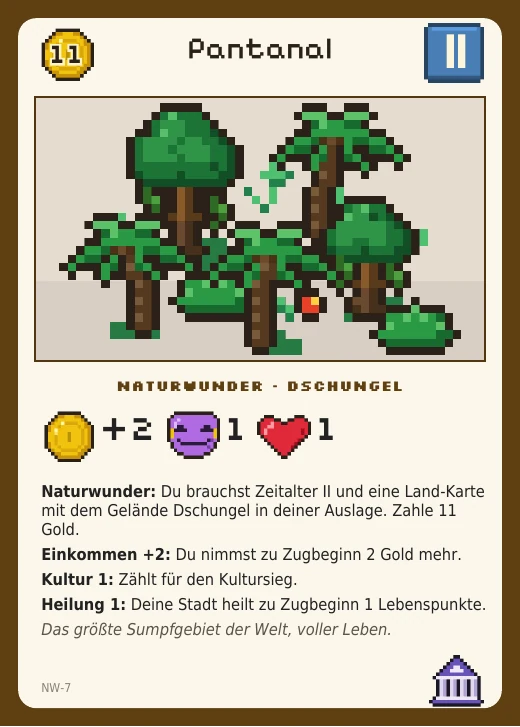 11
Pantanal
II
NATURWUNDER - DSCHUNGEL
+2
1
1
Naturwunder: Du brauchst Zeitalter II und eine Land-Karte
mit dem Gelände Dschungel in deiner Auslage. Zahle 11
Gold.
Einkommen +2: Du nimmst zu Zugbeginn 2 Gold mehr.
Kultur 1: Zählt für den Kultursieg.
Heilung 1: Deine Stadt heilt zu Zugbeginn 1 Lebenspunkte.
Das größte Sumpfgebiet der Welt, voller Leben.
NW-7